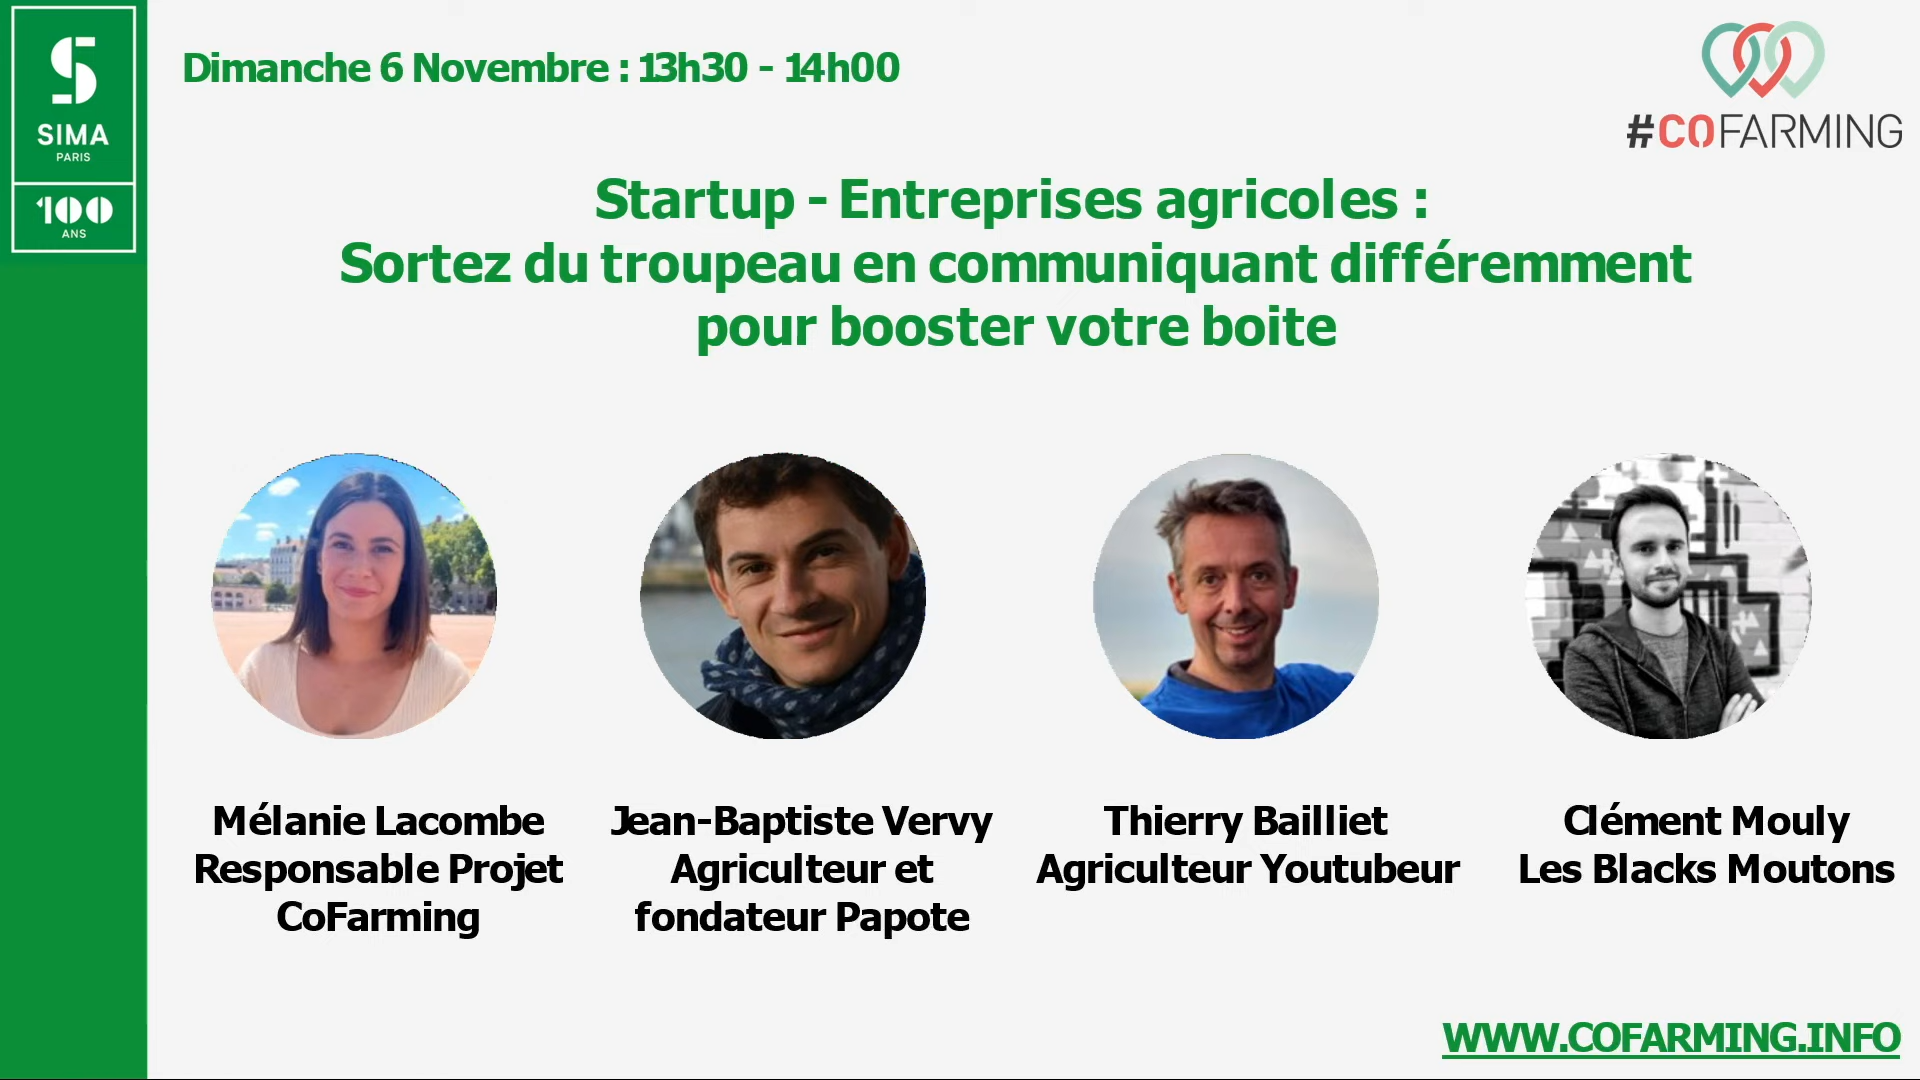 SIMA
PARIS
100
ANS
Dimanche 6 Novembre : 13h30 - 14h00
#COFARMING
Startup - Entreprises agricoles :
Sortez du troupeau en communiquant différemment
pour booster votre boite
Mélanie Lacombe
Responsable Projet
CoFarming
Jean-Baptiste Vervy
Agriculteur et
fondateur Papote
Thierry Bailliet
Agriculteur Youtubeur
Clément Mouly
Les Blacks Moutons
WWW.COFARMING.INFO